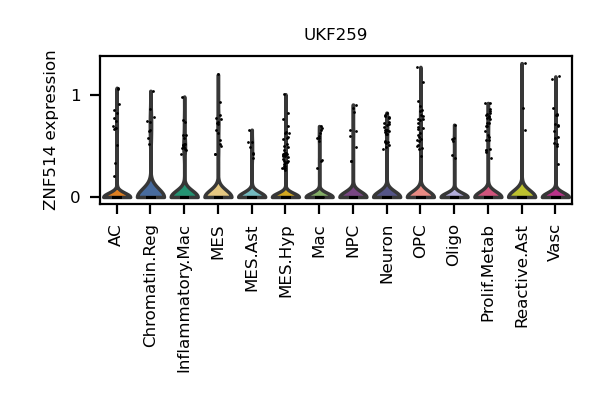 UKF259
ZNF514 expression
1
0
AC
Chromatin.Reg
Inflammatory.Mac
MES
MES.Ast
MES.Hyp
Mac
NPC
Neuron
OPC
Oligo
Prolif.Metab
Reactive.Ast
Vasc